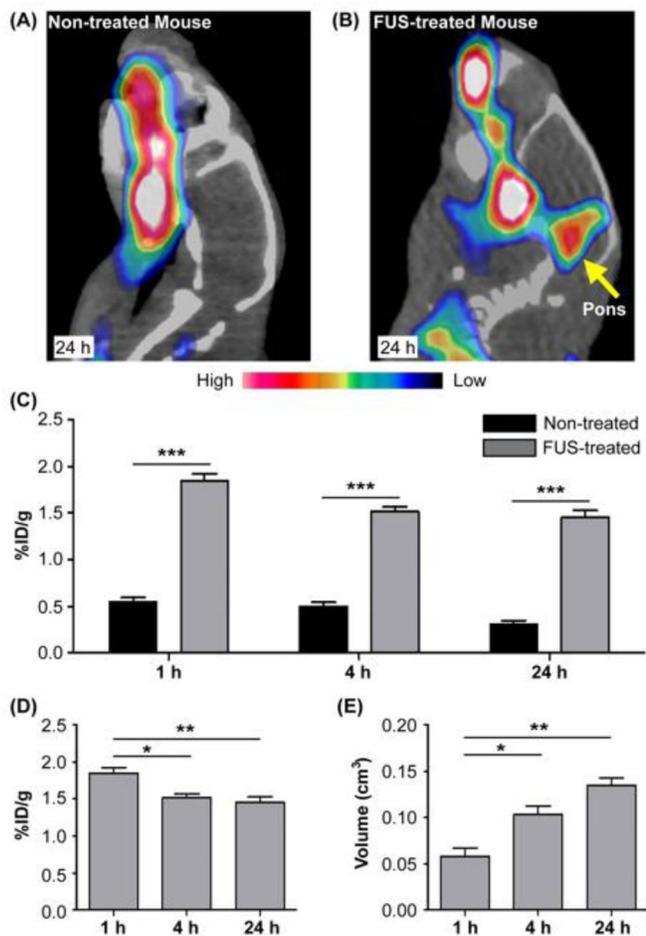 (A)
Non-treated Mouse
24 h
(B)
FUS-treated Mouse
Pons
24 h
High
Low
(C)
Non-treated
FUS-treated
2.5
2.0
1.5
1.0
0.5
0.0
%ID/g
***
***
***
1 h
4 h
24 h
(D)
2.5
2.0
1.5
1.0
0.5
0.0
%ID/g
**
*
1 h
4 h
24 h
(E)
0.20
0.15
0.10
0.05
0.00
Volume (cm³)
**
*
1 h
4 h
24 h